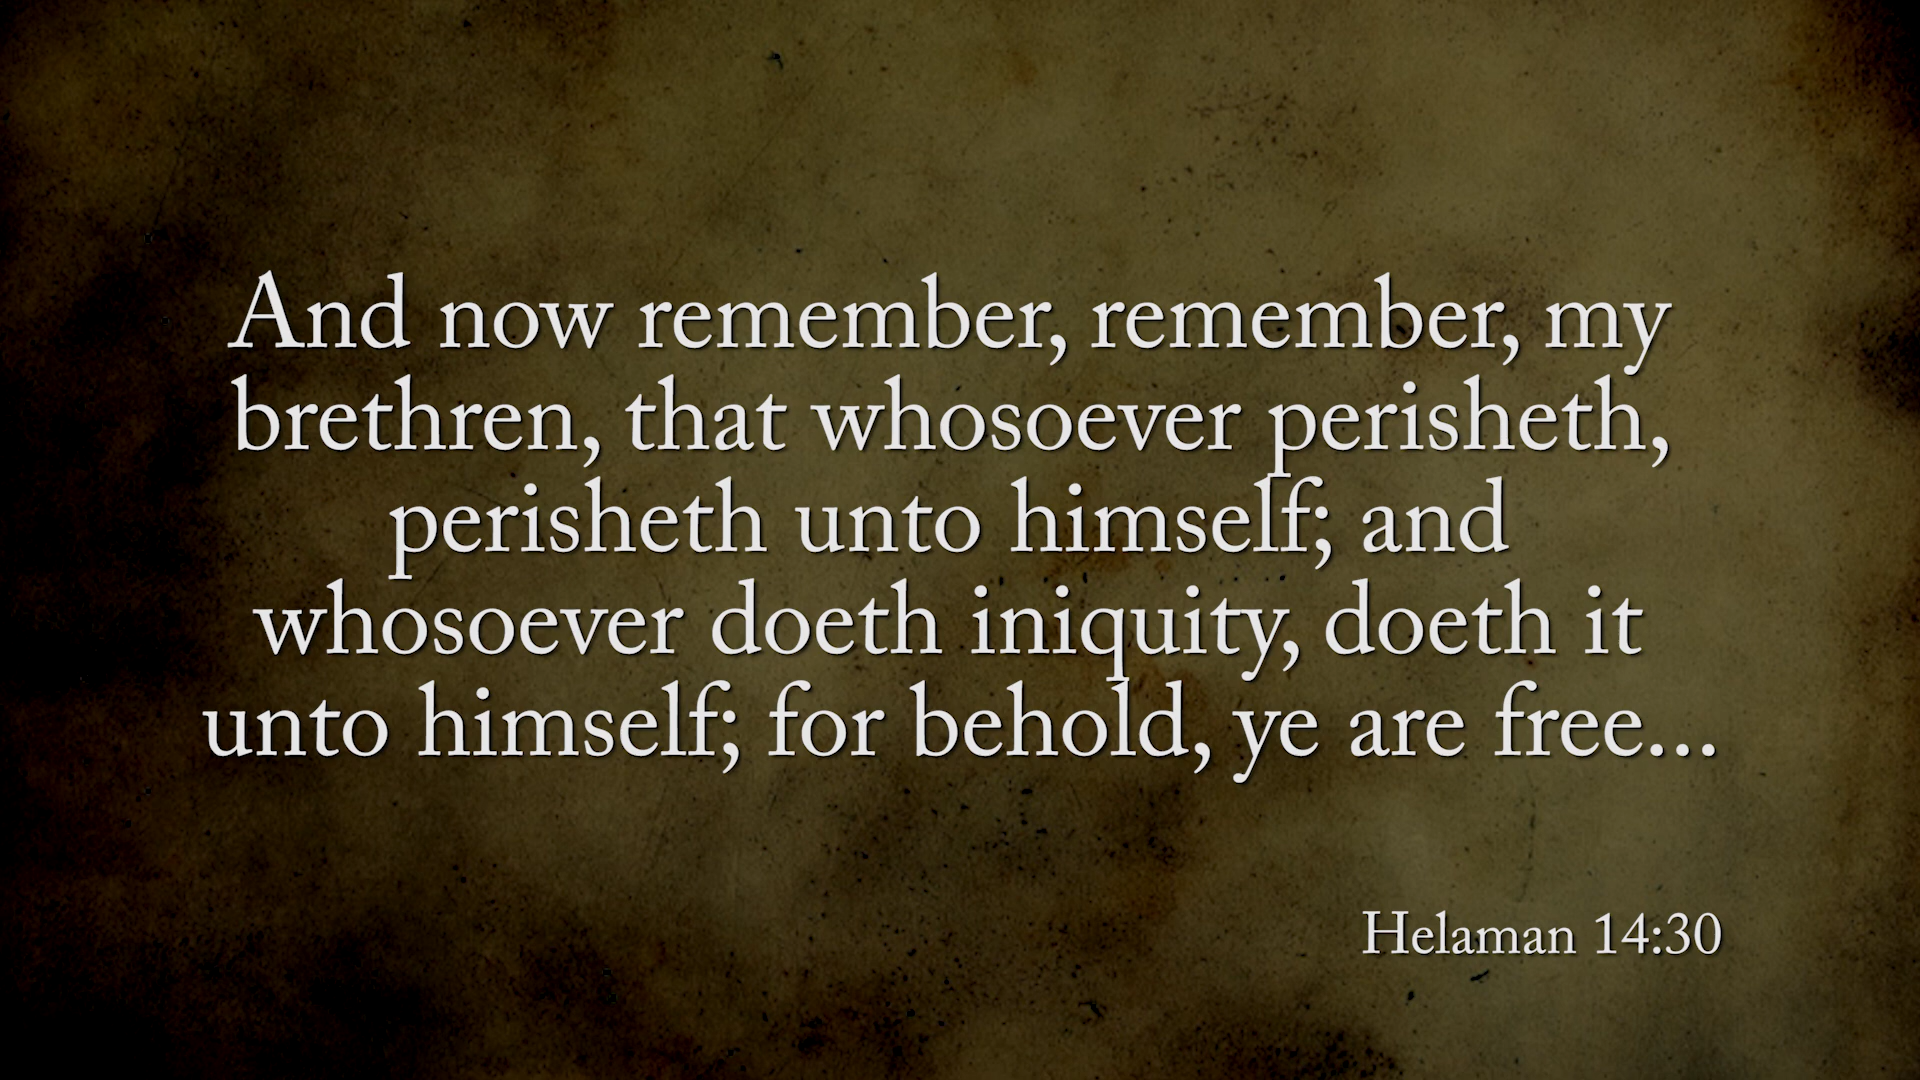 And now remember, remember, my
brethren, that whosoever perisheth,
perisheth unto himself; and
whosoever doeth iniquity, doeth it
unto himself; for behold, ye are free...
Helaman 14:30